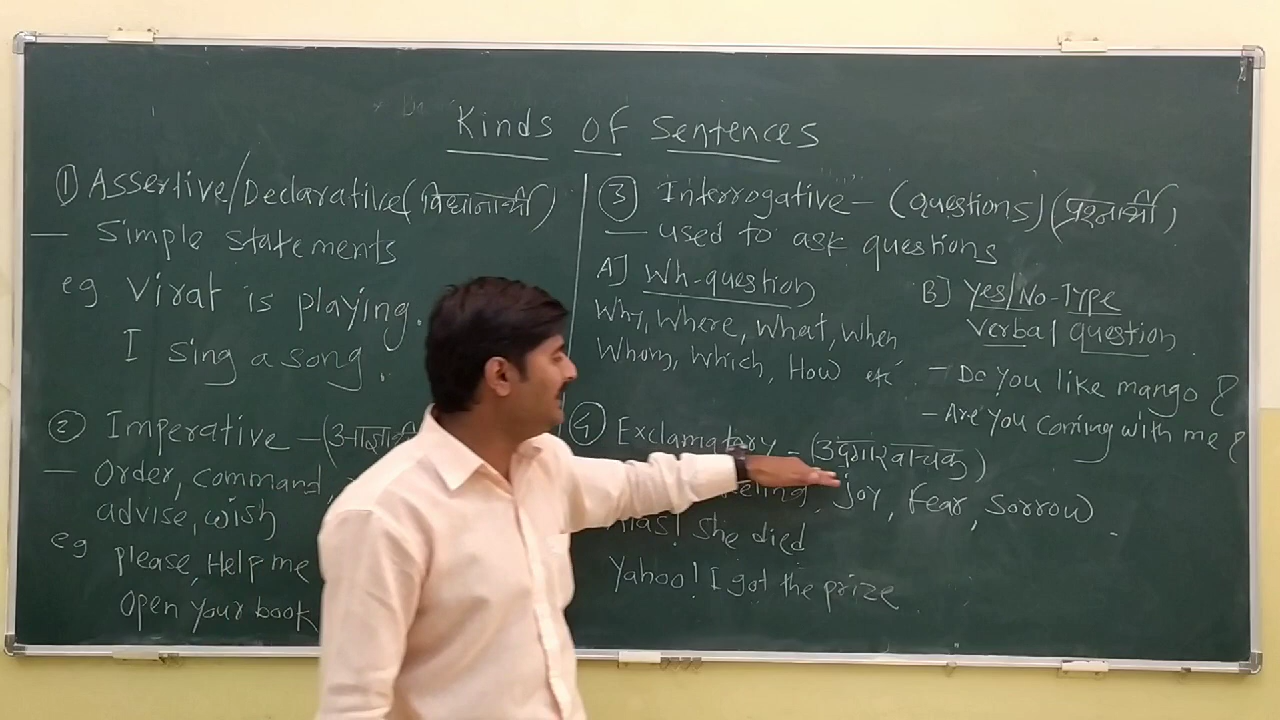 Kinds of Sentences
① Assertive/Declarative (विधानार्थी)
— Simple statements
eg Virat is playing.
I sing a song.
② Imperative – (आज्ञार्थी
— Order, command,
advise, wish
eg please, Help me
Open Your book
③ Interrogative – (questions) (प्रश्नार्थी)
— used to ask questions
A] Wh-question
Why, Where, What, When
Whom, Which, How etc
B] Yes/No-Type
Verbal question
– Do You like mango ?
– Are You Coming with me ?
④ Exclamatory – (उद्गारवाचक)
, Joy, Fear, Sorrow
Alas! She died
Yahoo! I got the prize